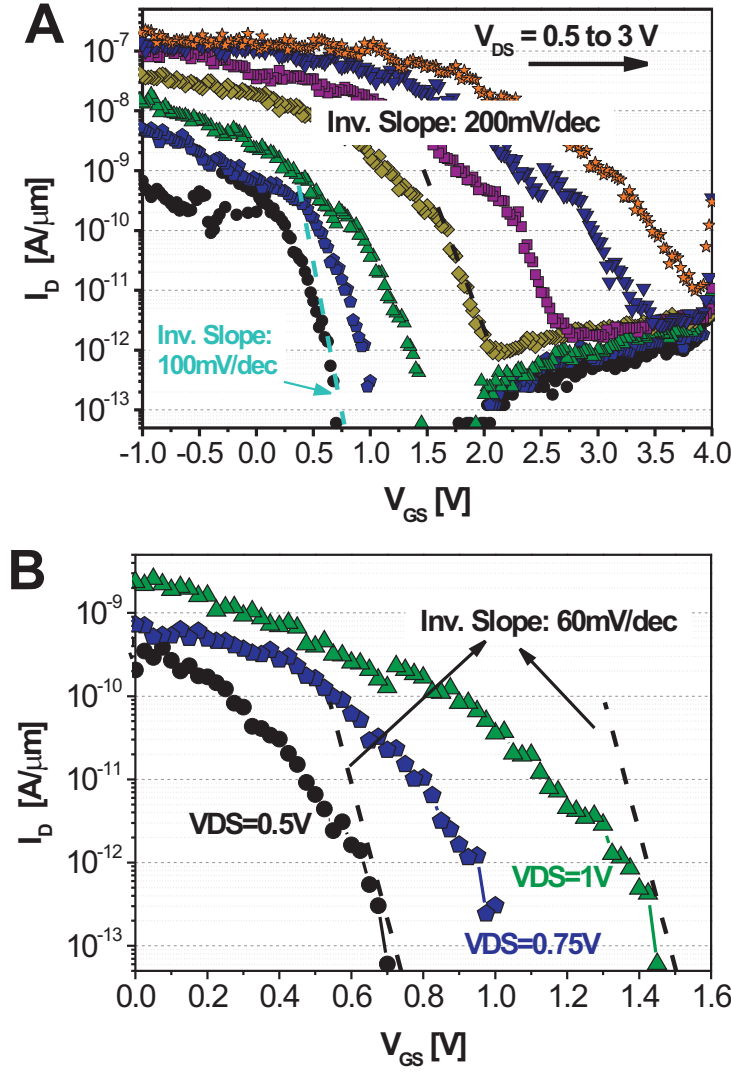 A
V_DS = 0.5 to 3 V
Inv. Slope: 200mV/dec
Inv. Slope:
100mV/dec
10^-7
10^-8
10^-9
10^-10
10^-11
10^-12
10^-13
I_D [A/μm]
-1.0 -0.5 0.0 0.5 1.0 1.5 2.0 2.5 3.0 3.5 4.0
V_GS [V]
B
Inv. Slope: 60mV/dec
VDS=0.5V
VDS=1V
VDS=0.75V
10^-9
10^-10
10^-11
10^-12
10^-13
I_D [A/μm]
0.0 0.2 0.4 0.6 0.8 1.0 1.2 1.4 1.6
V_GS [V]